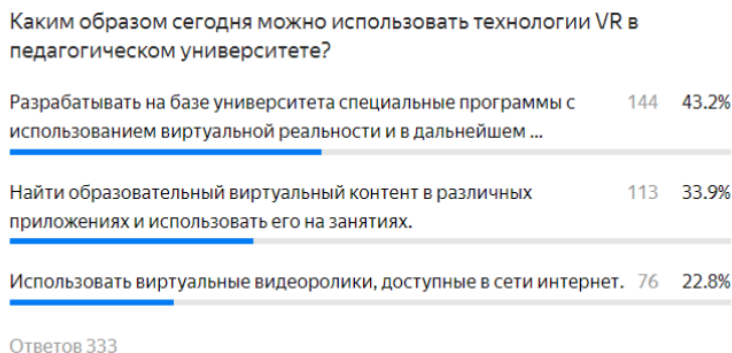 Каким образом сегодня можно использовать технологии VR в
педагогическом университете?
Разрабатывать на базе университета специальные программы с 144 43.2%
использованием виртуальной реальности и в дальнейшем ...
Найти образовательный виртуальный контент в различных 113 33.9%
приложениях и использовать его на занятиях.
Использовать виртуальные видеоролики, доступные в сети интернет. 76 22.8%
Ответов 333